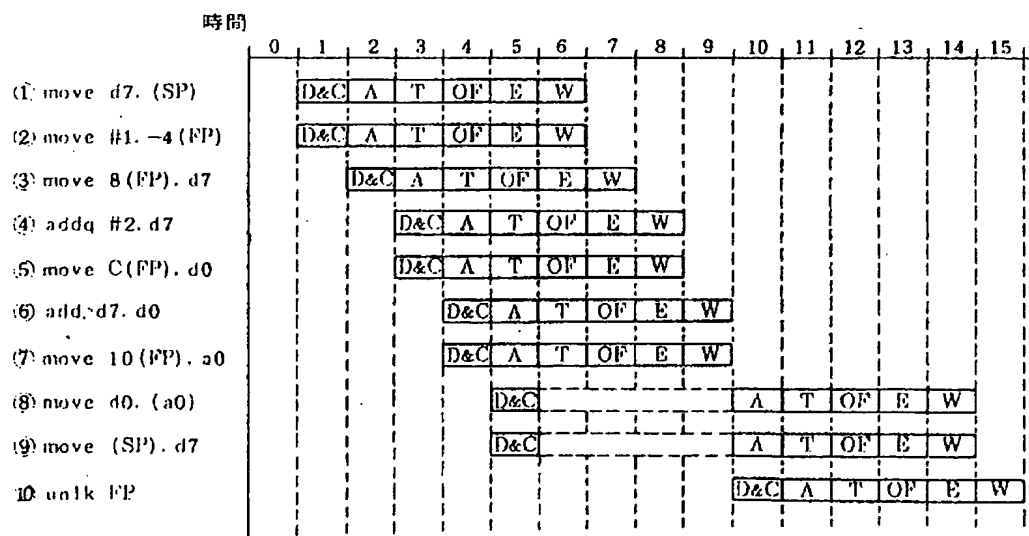 時間
0 1 2 3 4 5 6 7 8 9 10 11 12 13 14 15
(1) move d7. (SP) D&C A T OF E W
(2) move #1. -4(FP) D&C A T OF E W
(3) move 8(FP). d7 D&C A T OF E W
(4) addq #2. d7 D&C A T OF E W
(5) move C(FP). d0 D&C A T OF E W
(6) add. d7. d0 D&C A T OF E W
(7) move 10(FP). a0 D&C A T OF E W
(8) move d0. (a0) D&C A T OF E W
(9) move (SP). d7 D&C A T OF E W
10 unlk FP D&C A T OF E W